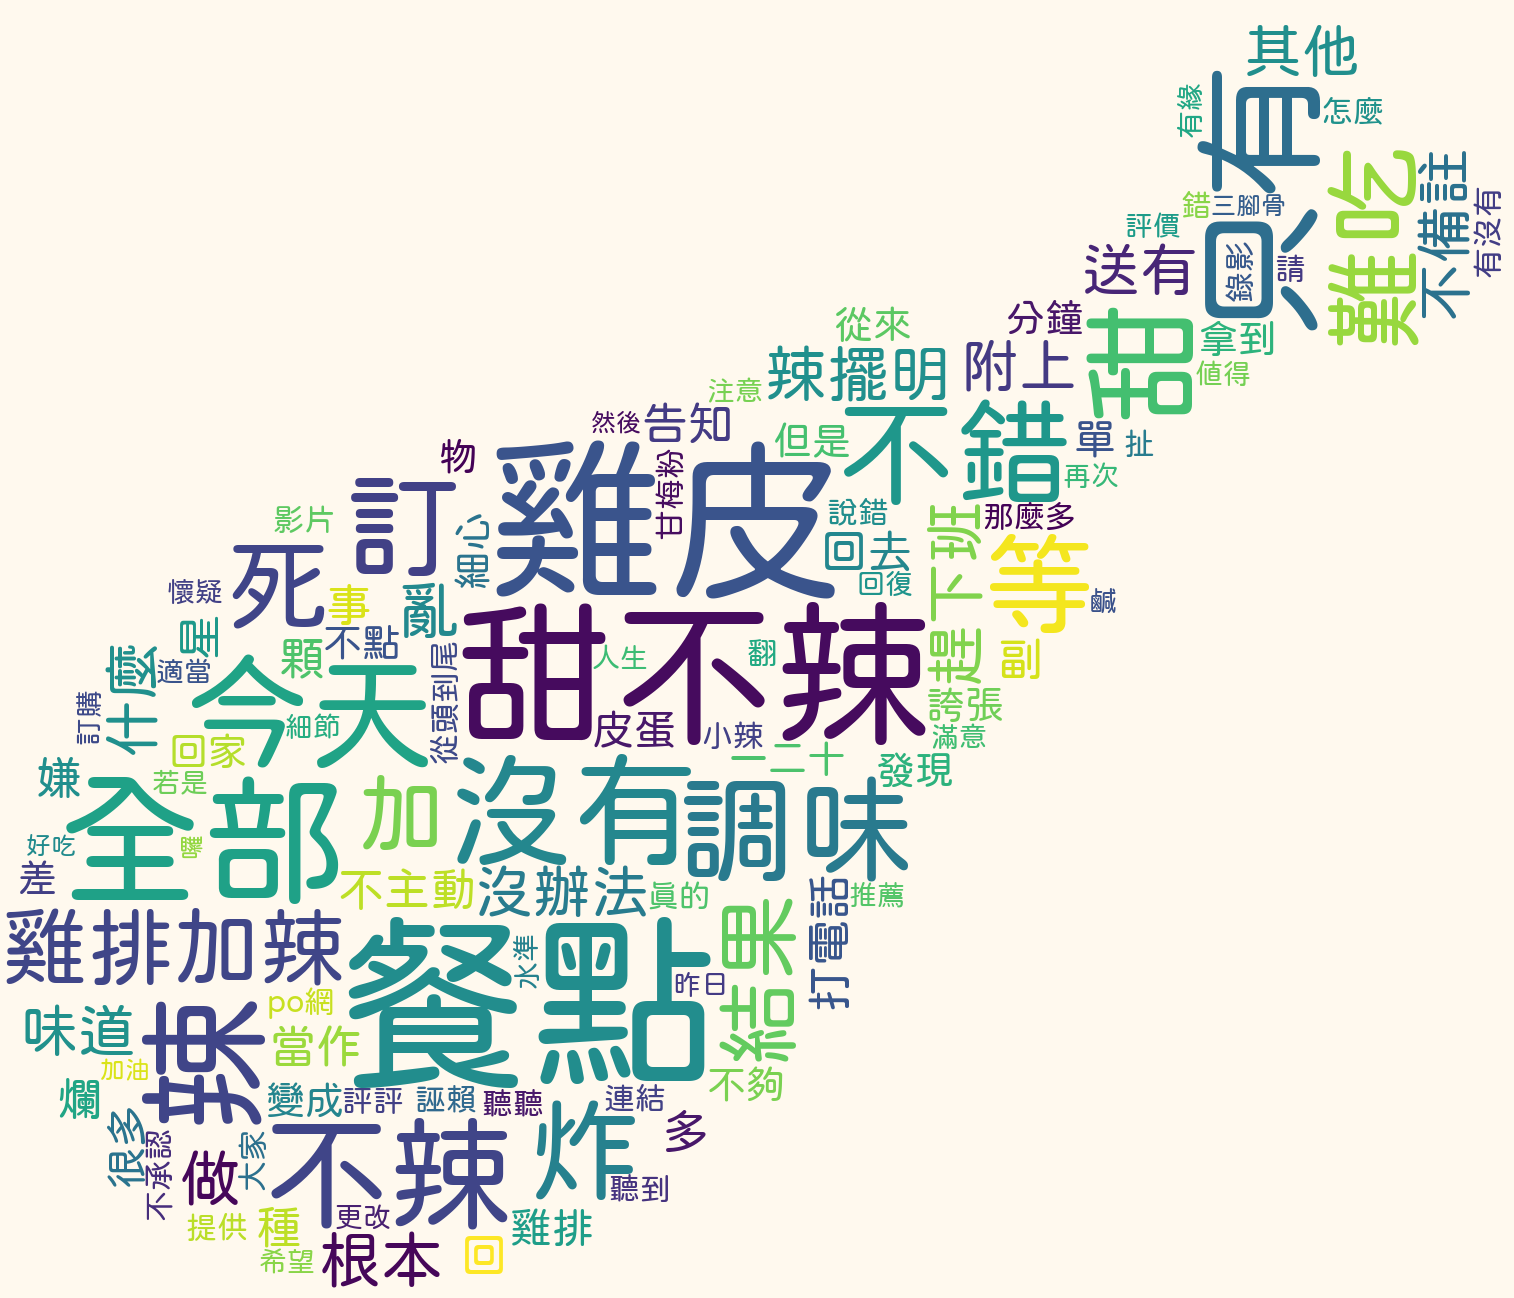 其他
有緣
有
怎麼
難吃
不備註
有沒有
錯
三腳骨
評價
只
錄影
請
送有
分鐘
甜
拿到
値得
從來
辣擺明
附上
注意
然後
告知
但是
不錯
單
扯
再次
物
雞皮
甘梅粉
說錯
那麼多
訂
影片
細心
回去
回復
下班
等
鹹
死
懷疑
事
亂
不點
星
顆
什麼
適當
甜不辣
人生
翻
趕
副
誇張
今天
從頭到尾
訂購
細節
皮蛋
小辣
滿意
回家
一二十
發現
嫌
若是
全部
加
沒有
調味
好吃
差
不主動
沒辦法
眞的
打電話
推薦
結果
雞排加辣
餐點
水準
昨日
po網
味道
辣
當作
加油
爛
不夠
變成
評評
誣賴
聽聽
連結
很多
不承認
大家
不辣
炸
多
做
聽到
更改
提供
種
雞排
希望
根本
回